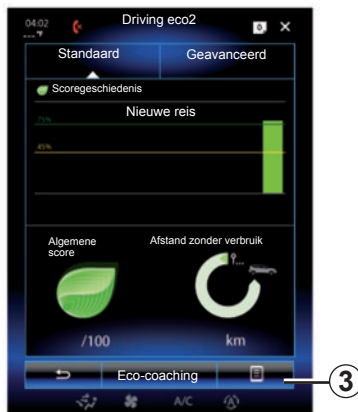 04:02
Driving eco2
Standaard
Geavanceerd
Scoregeschiedenis
Nieuwe reis
75%
45%
Algemene
score
Afstand zonder verbruik
/100
km
Eco-coaching
3
A/C